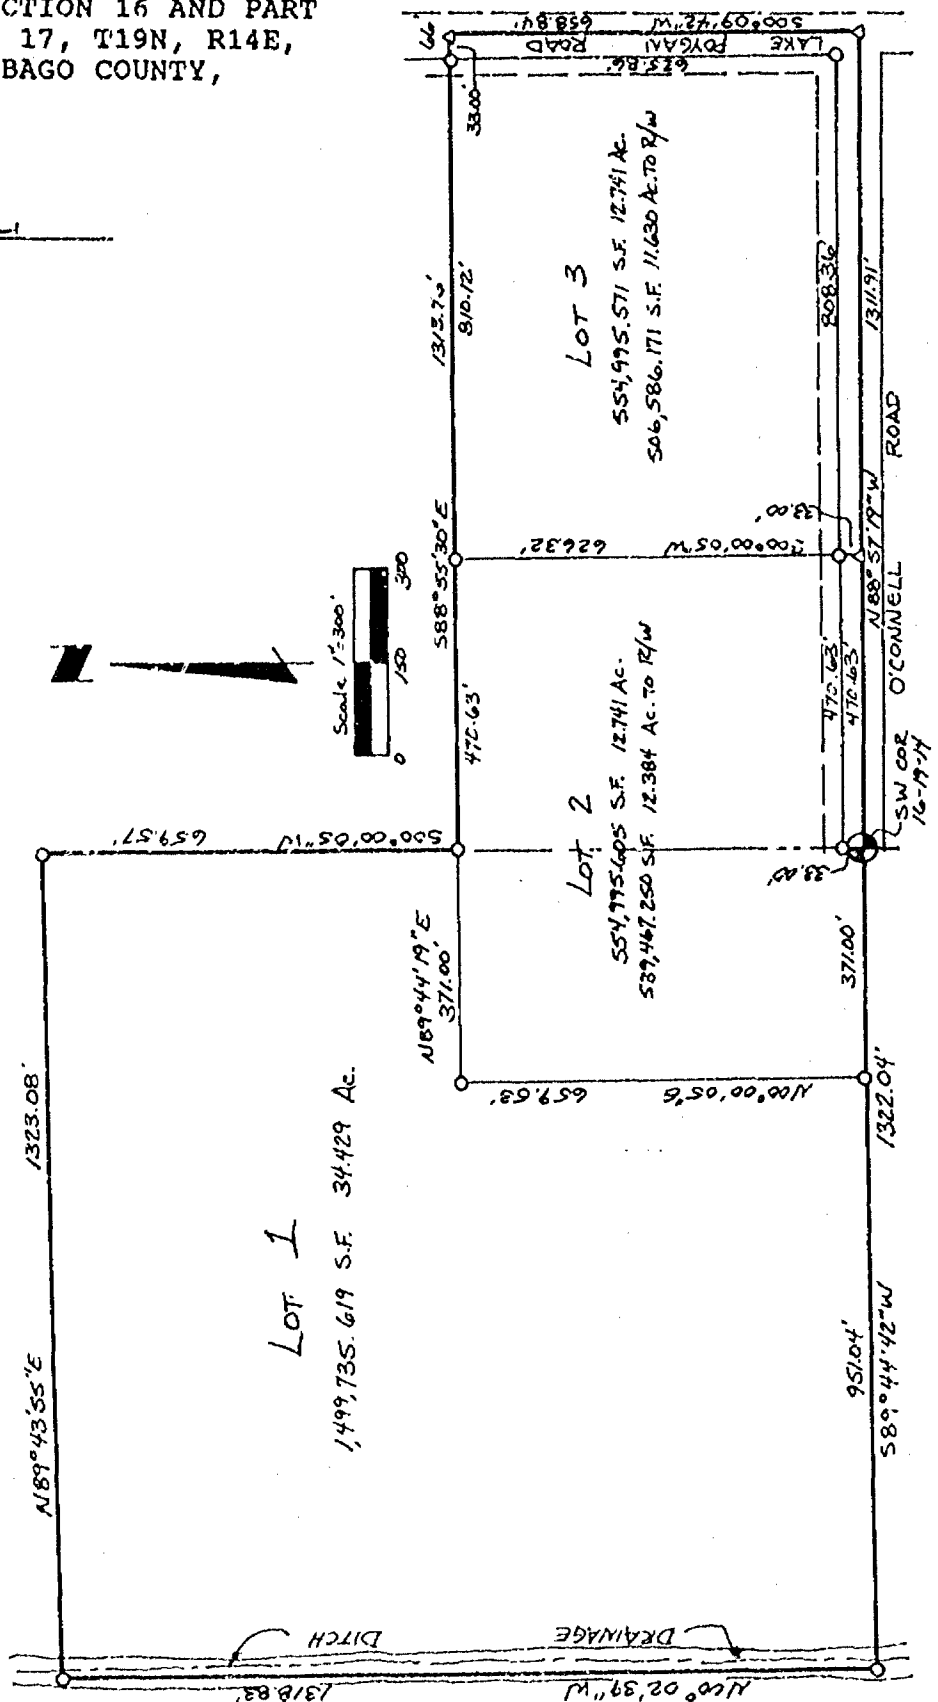 CTION 16 AND PART
17, T19N, R14E,
BAGO COUNTY,
66'
S00°09'42"W 658.84'
LAKE POYGAN ROAD
625.86'
33.00'
1313.76'
810.12'
LOT 3
554,995.571 S.F. 12.741 Ac.
506,586.171 S.F. 11.630 Ac. TO R/W
808.36
1311.91'
S88°55'30"E
S00°00'05"W 626.32'
33.00'
N88°57'19"W
O'CONNELL ROAD
Scale 1"=300'
0 150 300
470.63'
LOT 2
554,995.605 S.F. 12.741 Ac.
539,467.250 S.F. 12.384 Ac. TO R/W
470.63'
470.63'
SW COR
16-19-14
33.00'
S00°00'05"W 659.57'
N89°44'19"E
371.00'
371.00'
N00°00'05"E 659.63'
1322.04'
1323.08'
LOT 1
1,499,735.619 S.F. 34.429 Ac.
N89°43'55"E
951.04'
S89°44'42"W
DRAINAGE DITCH
N00°02'39"W 1318.83'